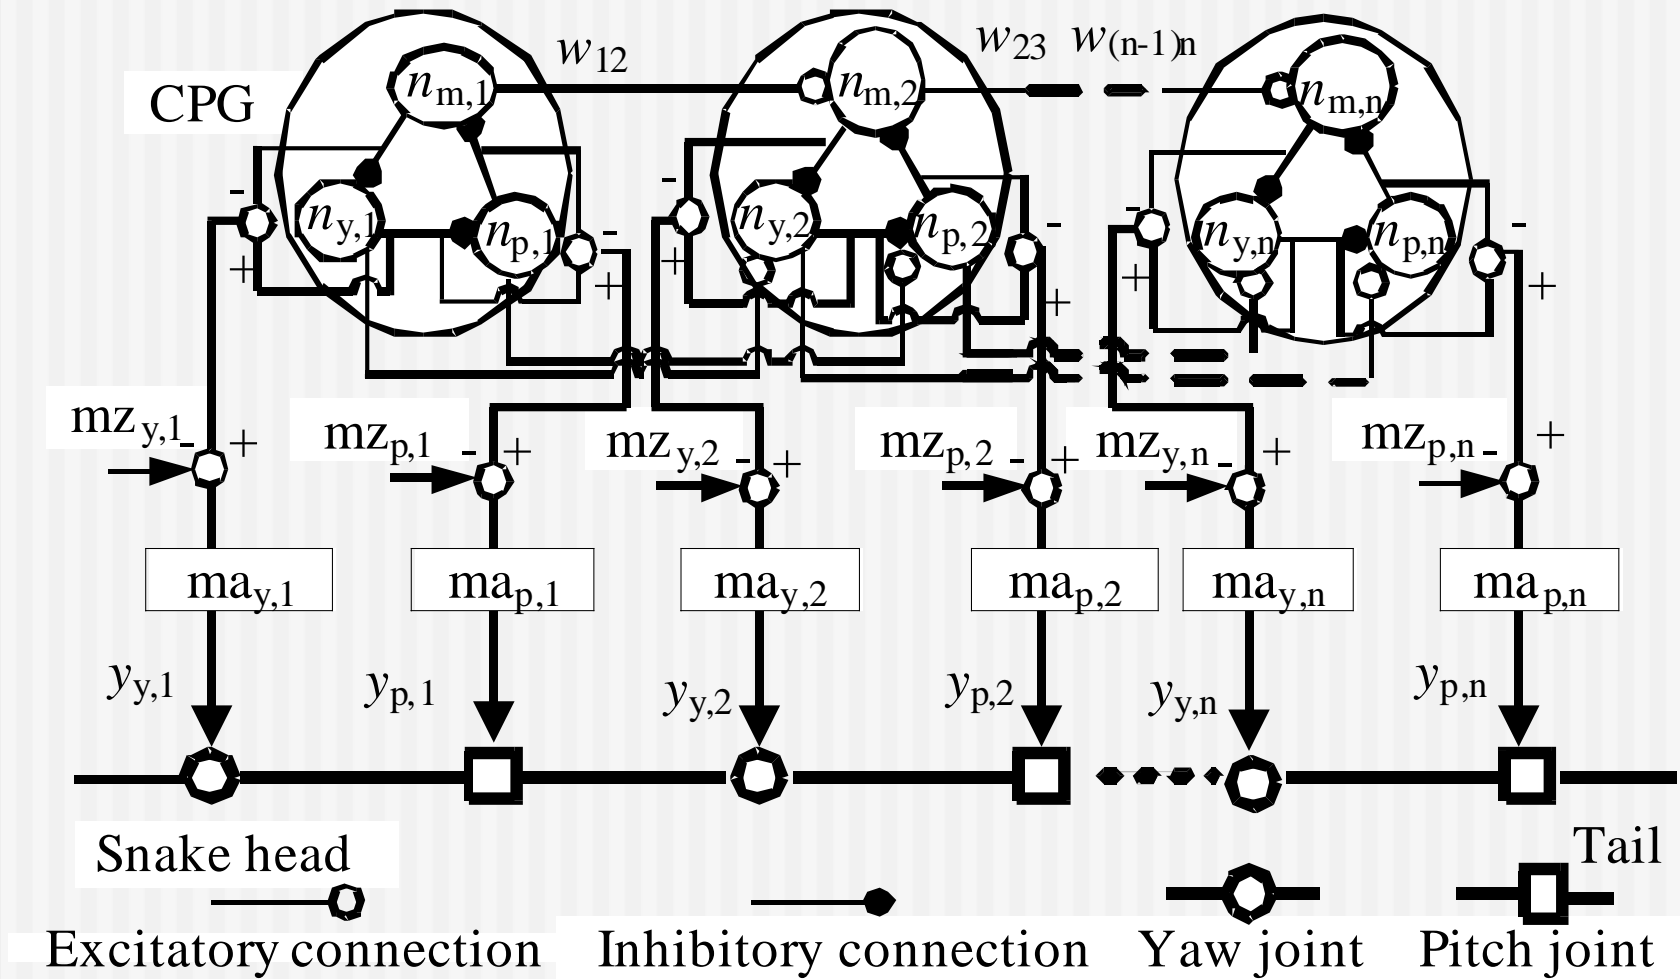 w12 w23 w(n-1)n
CPG
nm,1 nm,2 nm,n
ny,1 np,1 ny,2 np,2 ny,n np,n
- - - - - -
+ + + + + +
mz y,1 mzp,1 mz y,2 mzp,2 mzy,n mzp,n
- + - + - + - + - + - +
may,1 map,1 may,2 map,2 may,n ma p,n
yy,1 yp,1 yy,2 yp,2 yy,n yp,n
Snake head Tail
Excitatory connection Inhibitory connection Yaw joint Pitch joint